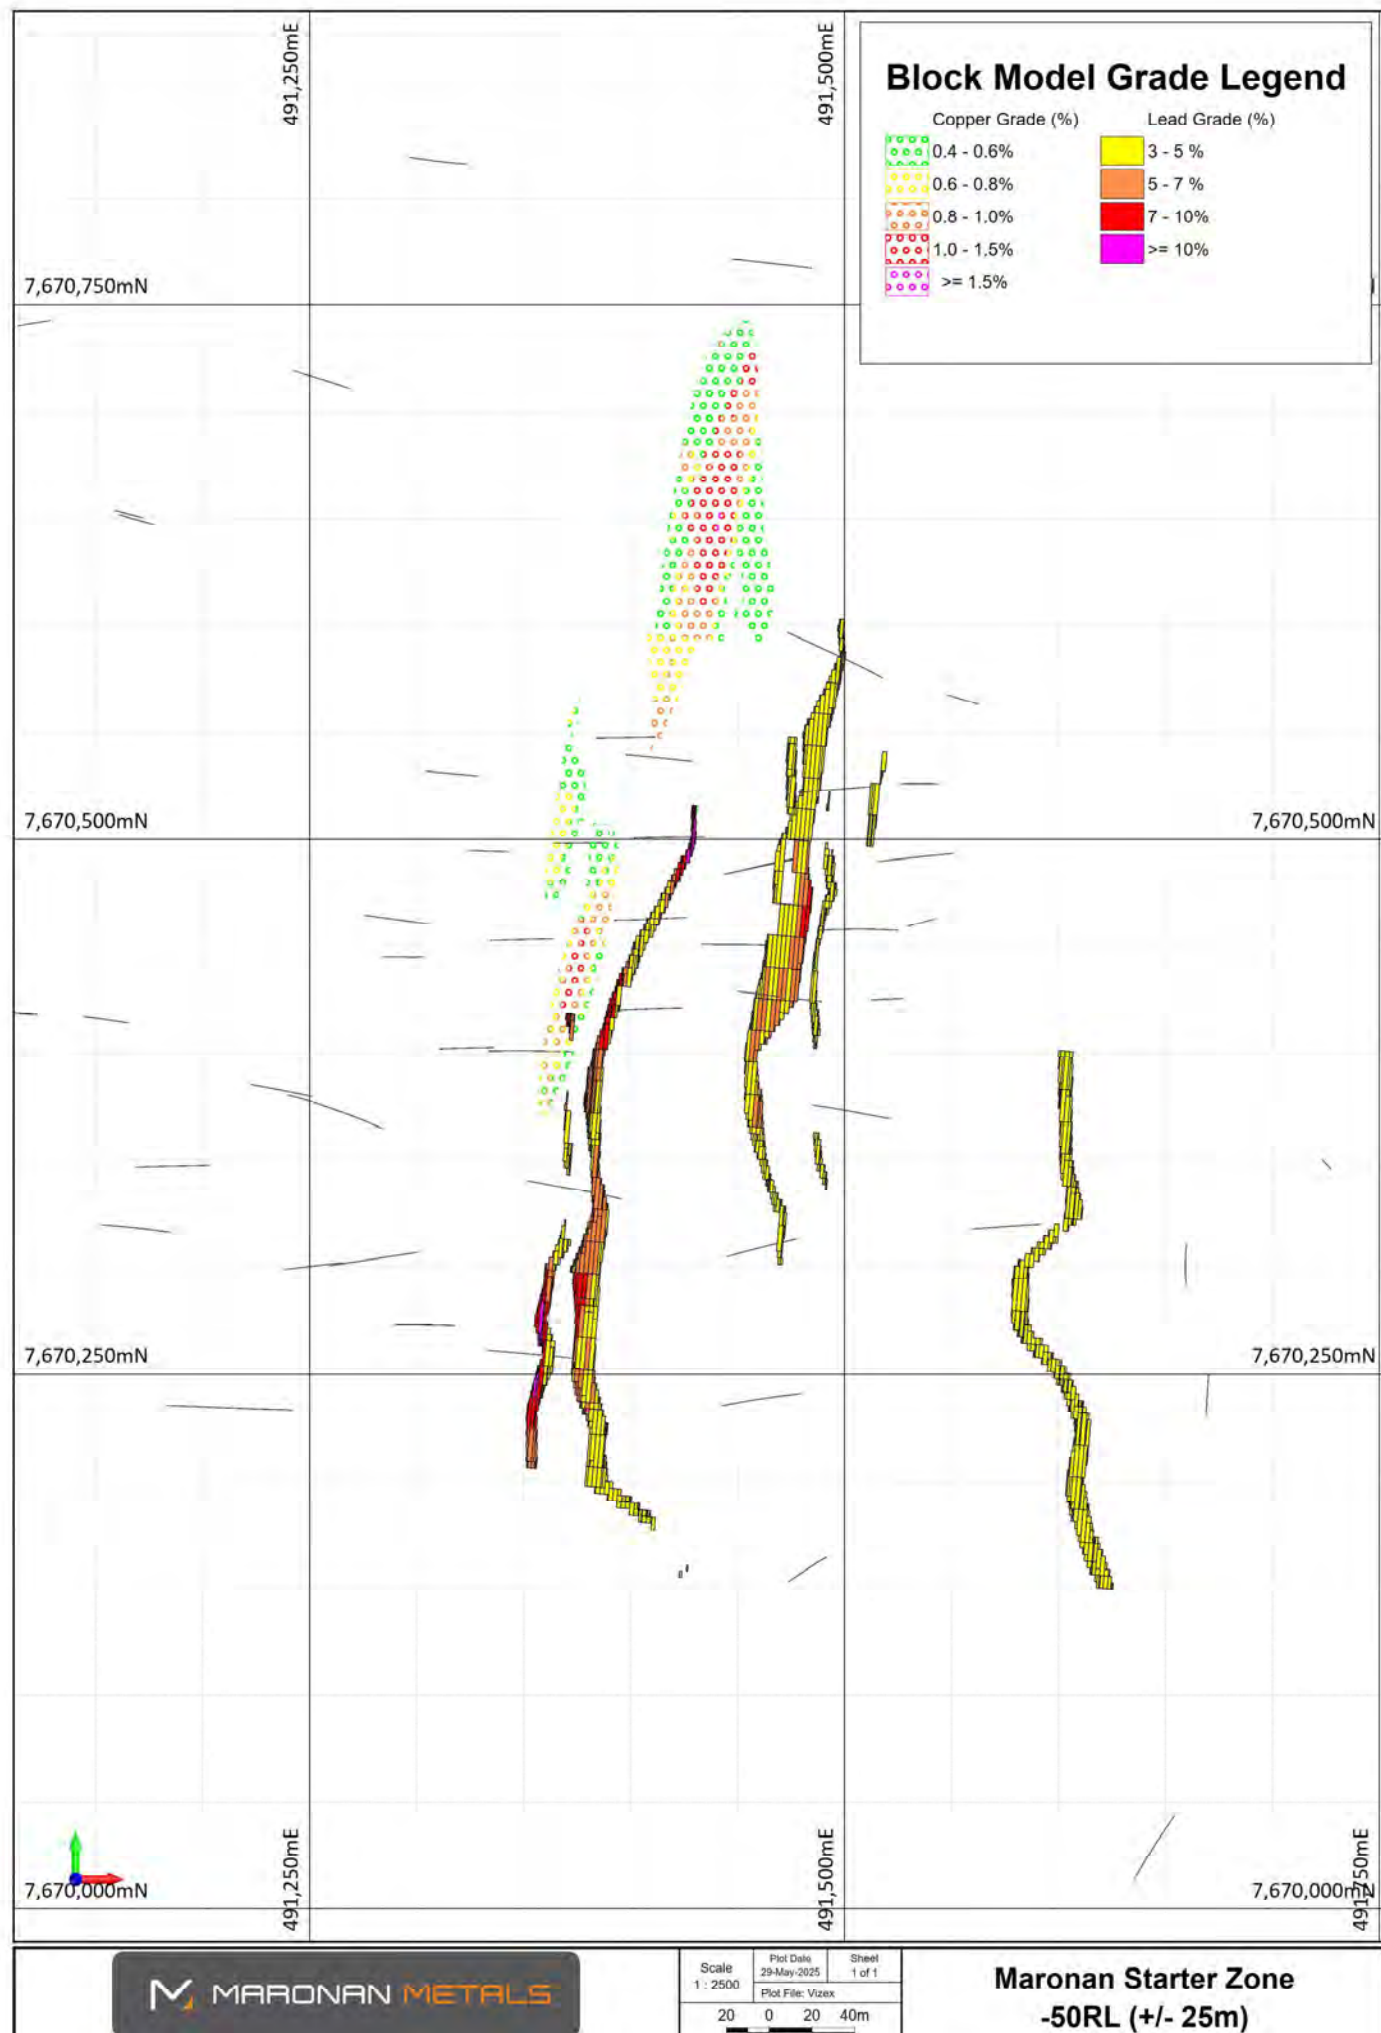 491,250mE
491,500mE
Block Model Grade Legend
Copper Grade (%)
Lead Grade (%)
0.4 - 0.6%
3 - 5 %
0.6 - 0.8%
5 - 7 %
0.8 - 1.0%
7 - 10%
1.0 - 1.5%
>= 10%
>= 1.5%
7,670,750mN
7,670,500mN
7,670,500mN
7,670,250mN
7,670,250mN
7,670,000mN
7,670,000mN
491,250mE
491,500mE
491,750mE
MARONAN METALS
Scale
1 : 2500
Plot Date
29-May-2025
Sheet
1 of 1
Plot File: Vizex
20 0 20 40m
Maronan Starter Zone
-50RL (+/- 25m)